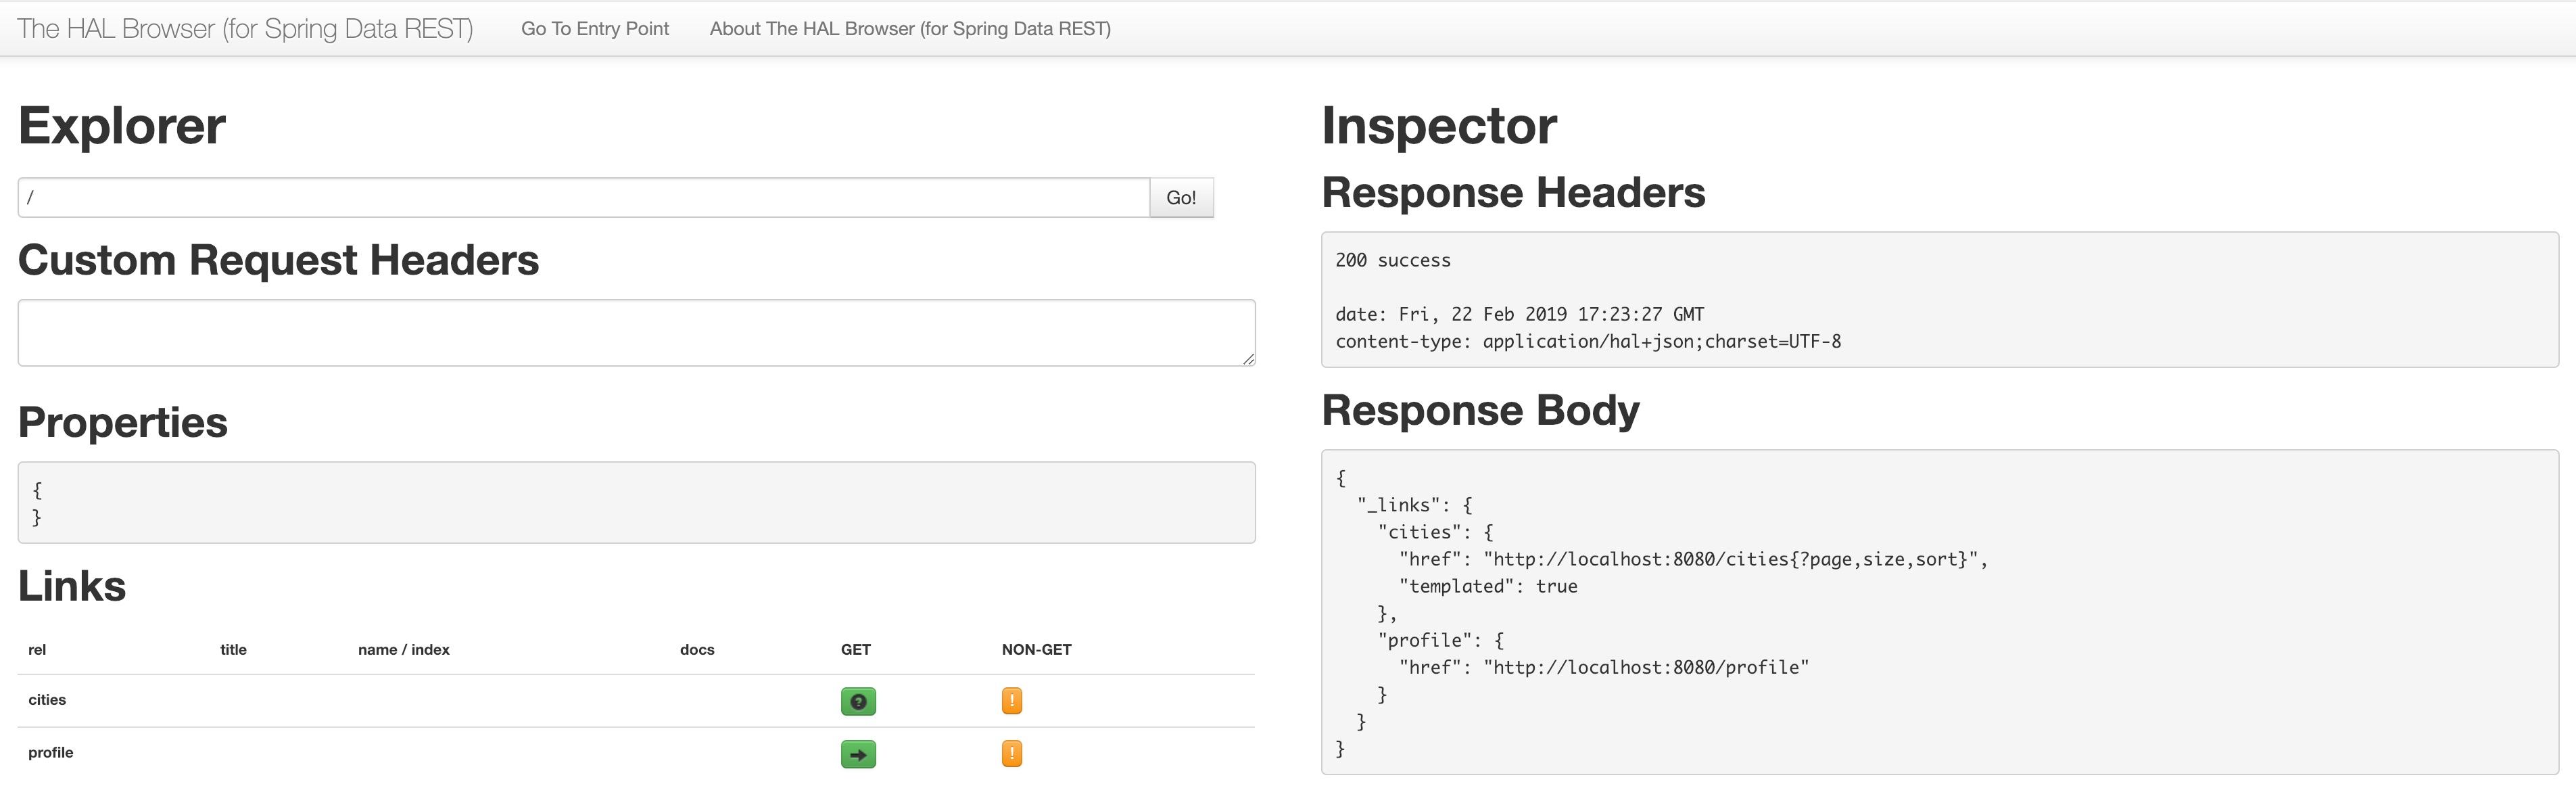 The HAL Browser (for Spring Data REST) Go To Entry Point About The HAL Browser (for Spring Data REST)
Explorer
/ Go!
Custom Request Headers
Properties
{
}
Links
rel title name / index docs GET NON-GET
cities ? !
profile !
Inspector
Response Headers
200 success
date: Fri, 22 Feb 2019 17:23:27 GMT
content-type: application/hal+json;charset=UTF-8
Response Body
{
  "_links": {
    "cities": {
      "href": "http://localhost:8080/cities{?page,size,sort}",
      "templated": true
    },
    "profile": {
      "href": "http://localhost:8080/profile"
    }
  }
}